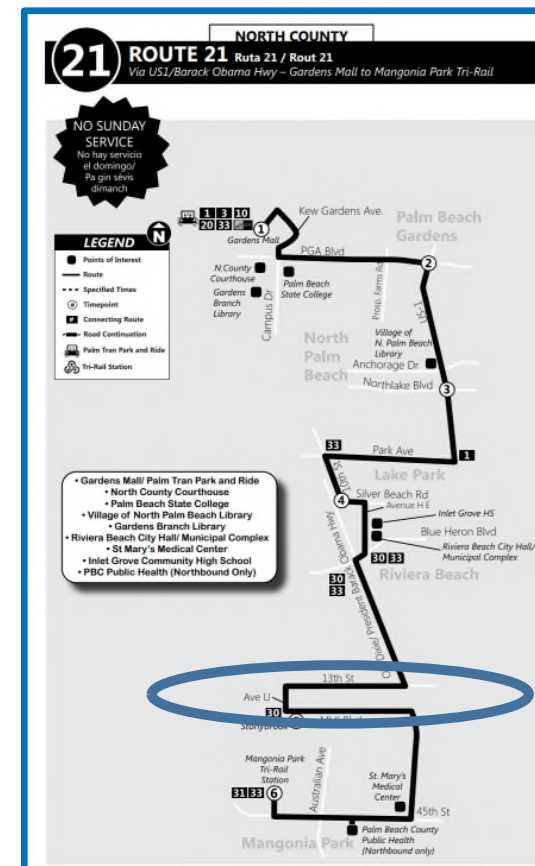 NORTH COUNTY
21
ROUTE 21 Ruta 21 / Rout 21
Via US1/Barack Obama Hwy – Gardens Mall to Mangonia Park Tri-Rail
NO SUNDAY
SERVICE
No hay servicio
el domingo/
Pa gin sèvis
dimanch
N
LEGEND
Points of Interest
Route
Specified Times
Timepoint
Connecting Route
Road Continuation
Palm Tran Park and Ride
Tri-Rail Station
1 3 10
20 33
1
Gardens Mall
Kew Gardens Ave.
Palm Beach
Gardens
PGA Blvd
2
N.County
Courthouse
Gardens
Branch
Library
Campus Dr
Palm Beach
State College
Prosp. Farms Rd
US-1
North
Palm
Beach
Village of
N. Palm Beach
Library
Anchorage Dr
Northlake Blvd
3
33
Park Ave
1
Lake Park
10th St
4
Silver Beach Rd
Avenue H E
Inlet Grove HS
Blue Heron Blvd
Riviera Beach City Hall/
Municipal Complex
30 33
Riviera Beach
30
33
Dixie/ President Barack Obama Hwy
• Gardens Mall/ Palm Tran Park and Ride
• North County Courthouse
• Palm Beach State College
• Village of North Palm Beach Library
• Gardens Branch Library
• Riviera Beach City Hall/ Municipal Complex
• St Mary's Medical Center
• Inlet Grove Community High School
• PBC Public Health (Northbound Only)
13th St
Ave U
30
Mangonia Park
Tri-Rail
Station
31 33 6
Australian Ave
St. Mary's
Medical
Center
45th St
Mangonia Park
Palm Beach County
Public Health
(Northbound only)